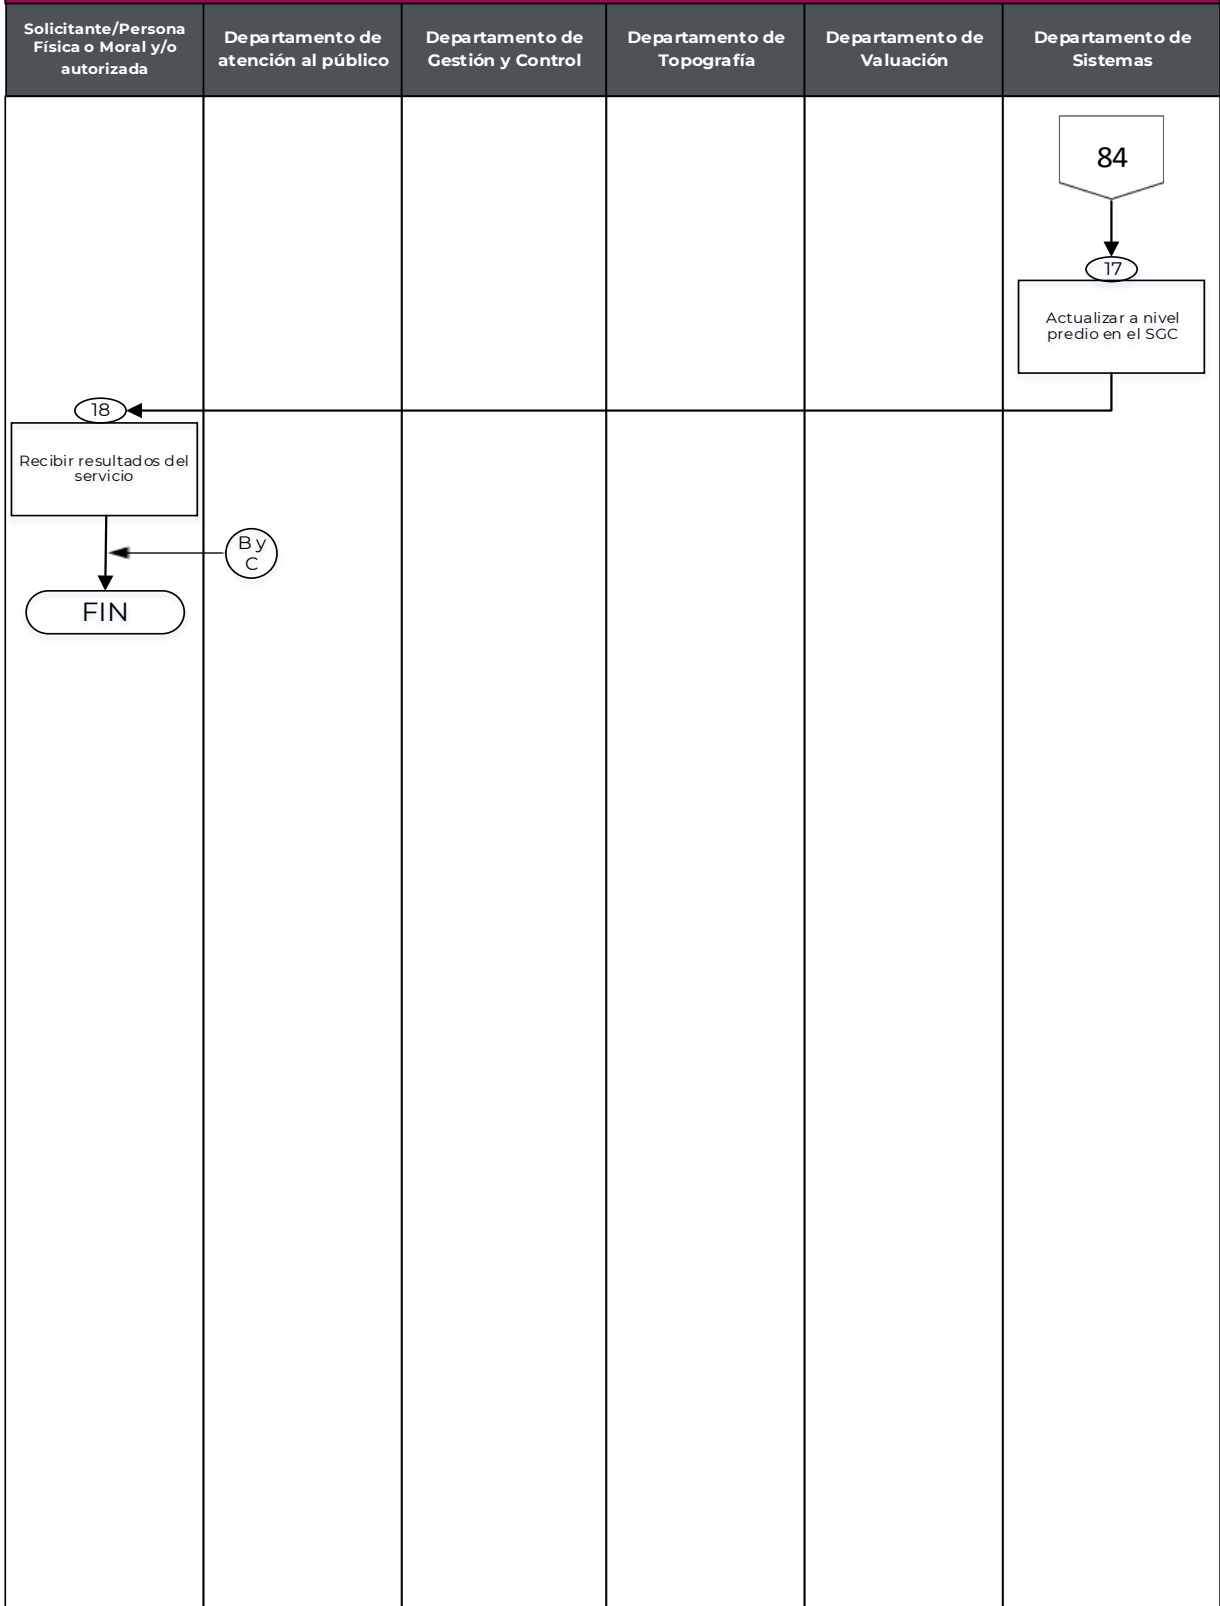 Solicitante/Persona
Física o Moral y/o
autorizada
Departamento de
atención al público
Departamento de
Gestión y Control
Departamento de
Topografía
Departamento de
Valuación
Departamento de
Sistemas
84
17
Actualizar a nivel
predio en el SGC
18
Recibir resultados del
servicio
B y
C
FIN